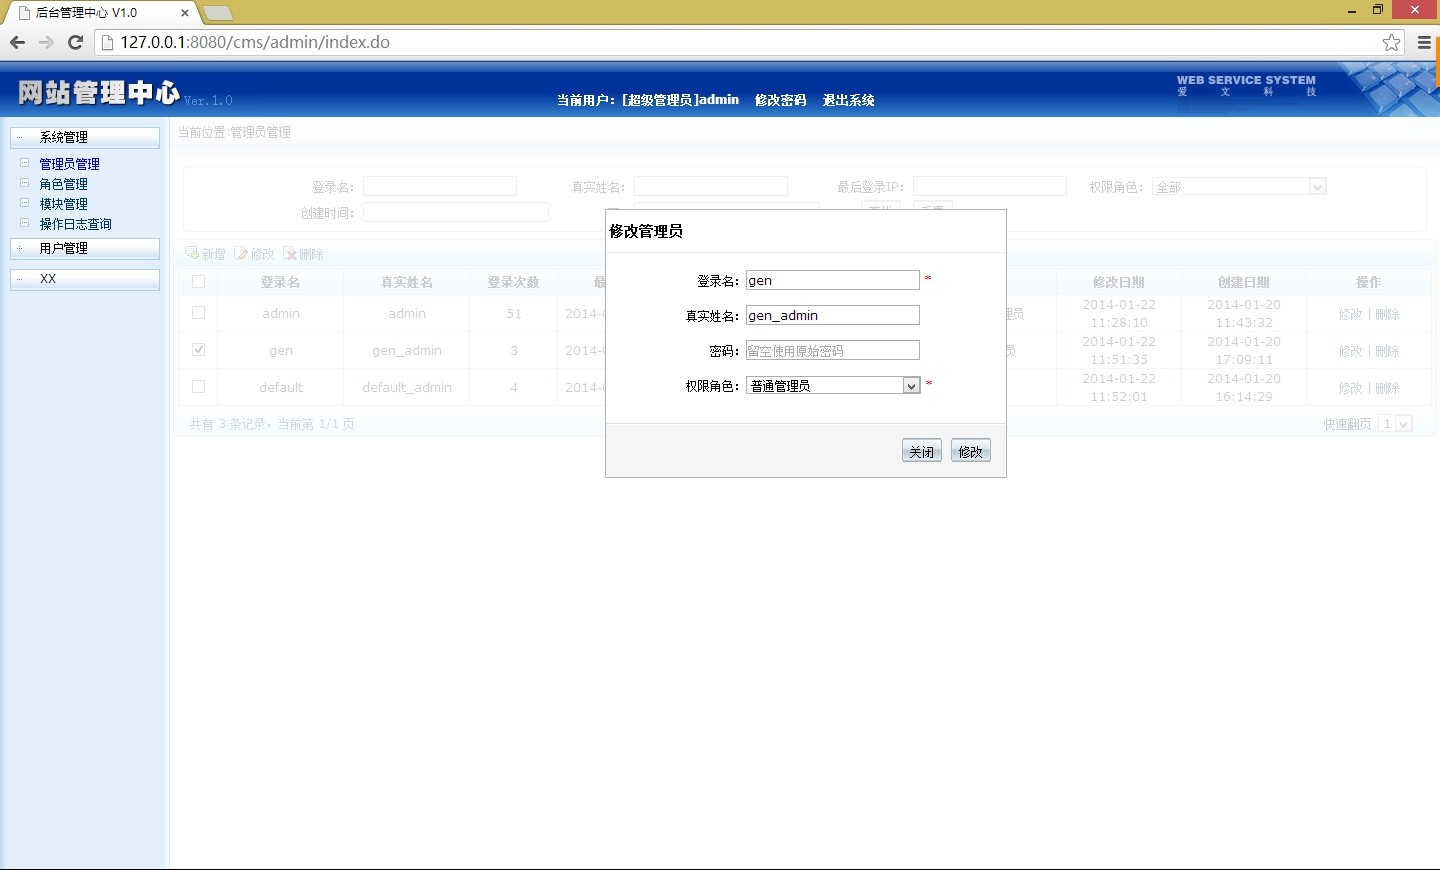 后台管理中心 V1.0
127.0.0.1:8080/cms/admin/index.do
网站管理中心 Ver.1.0
当前用户：[超级管理员]admin 修改密码 退出系统
WEB SERVICE SYSTEM
爱 文 科 技
系统管理
管理员管理
角色管理
模块管理
操作日志查询
用户管理
XX
当前位置:管理员管理
登录名: 真实姓名: 最后登录IP: 权限角色: 全部
创建时间:
新增 修改 删除
登录名 真实姓名 登录次数 最 修改日期 创建日期 操作
admin admin 51 2014-0 理员 2014-01-22 11:28:10 2014-01-20 11:43:32 修改 | 删除
gen gen_admin 3 2014-0 员 2014-01-22 11:51:35 2014-01-20 17:09:11 修改 | 删除
default default_admin 4 2014-0 2014-01-22 11:52:01 2014-01-20 16:14:29 修改 | 删除
共有 3 条记录，当前第 1/1 页 快速翻页 1
修改管理员
登录名: gen *
真实姓名: gen_admin
密码: 留空使用原始密码
权限角色: 普通管理员 *
关闭 修改